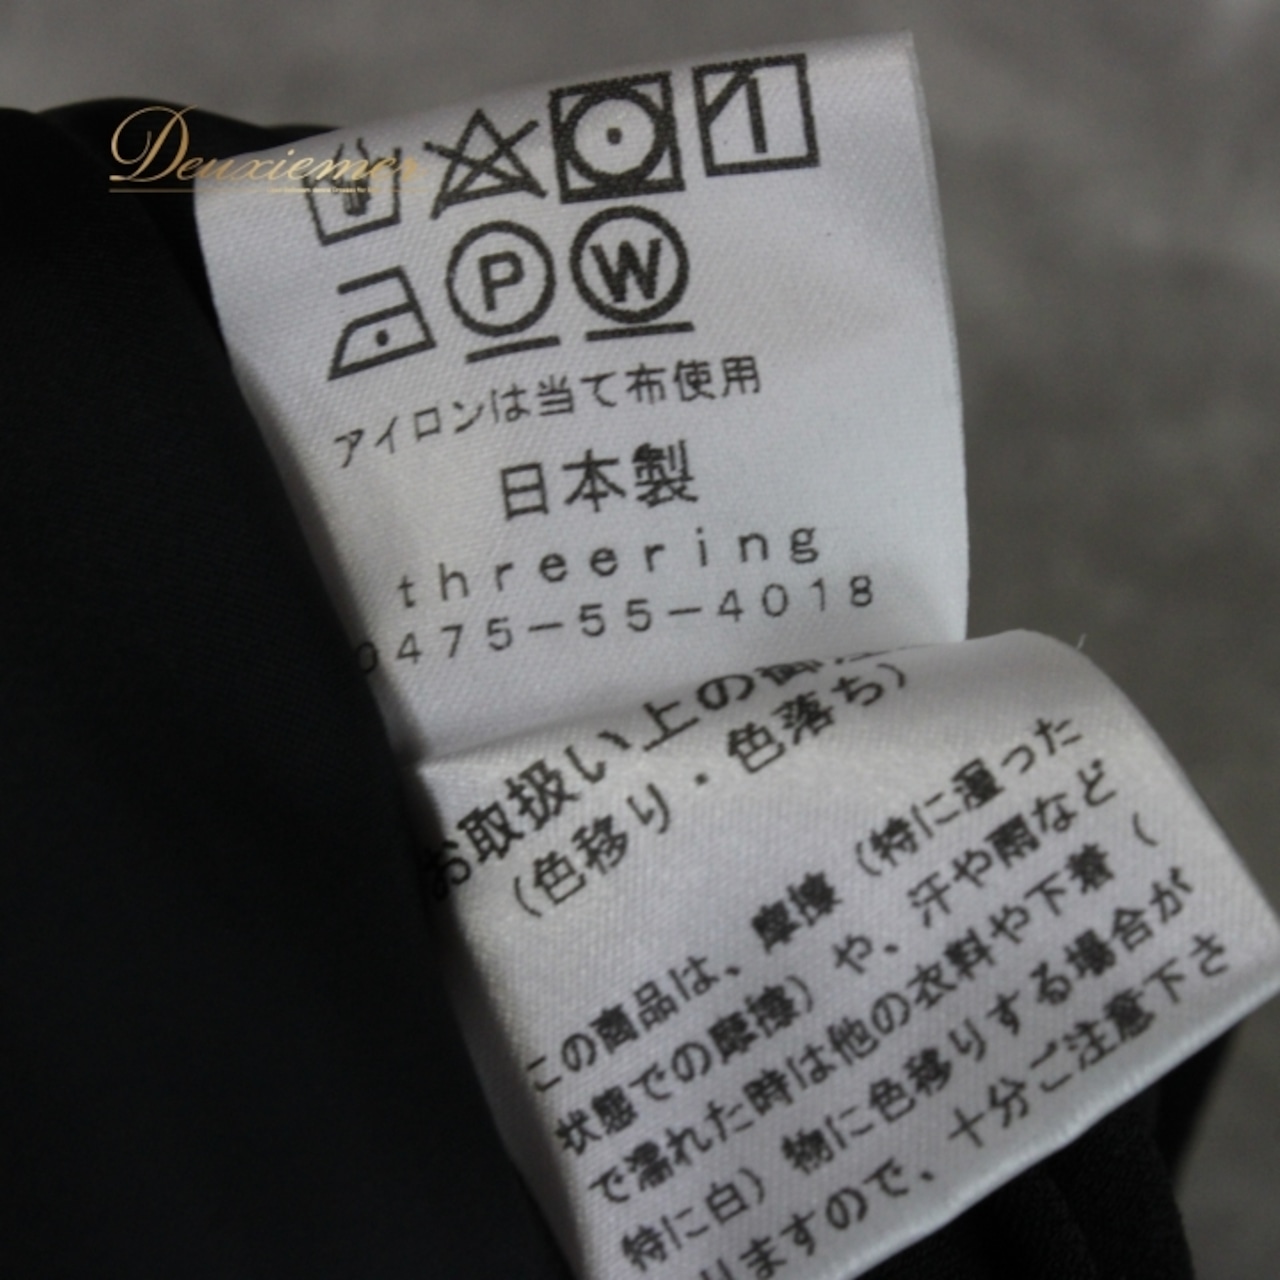 Deuxiemer
P W
アイロンは当て布使用
日本製
threering
0475-55-4018
お取扱い上の御
(色移り・色落ち)
この商品は、摩擦(特に湿った
状態での摩擦)や、汗や雨など
で濡れた時は他の衣料や下着(
特に白)物に色移りする場合が
りますので、十分ご注意下さ